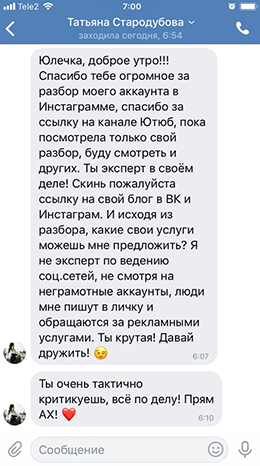 Tele2
7:00
Татьяна Стародубова
заходила сегодня, 6:54
Юлечка, доброе утро!!!
Спасибо тебе огромное за
разбор моего аккаунта в
Инстаграмме, спасибо за
ссылку на канале Ютюб, пока
посмотрела только свой
разбор, буду смотреть и
других. Ты эксперт в своём
деле! Скинь пожалуйста
ссылку на свой блог в ВК и
Инстаграм. И исходя из
разбора, какие свои услуги
можешь мне предложить? Я
не эксперт по ведению
соц.сетей, не смотря на
неграмотные аккаунты, люди
мне пишут в личку и
обращаются за рекламными
услугами. Ты крутая! Давай
дружить! 😉
6:07
Ты очень тактично
критикуешь, всё по делу! Прям
АХ! ❤️
6:10
Сообщение